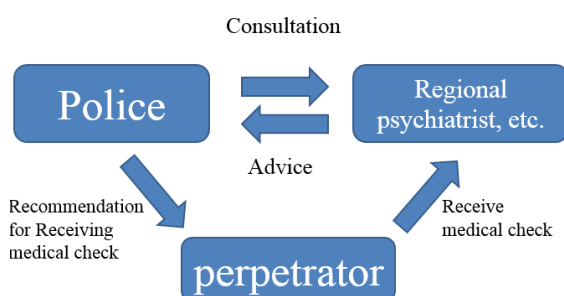 Consultation
Police
Regional
psychiatrist, etc.
Advice
Recommendation
for Receiving
medical check
Receive
medical check
perpetrator